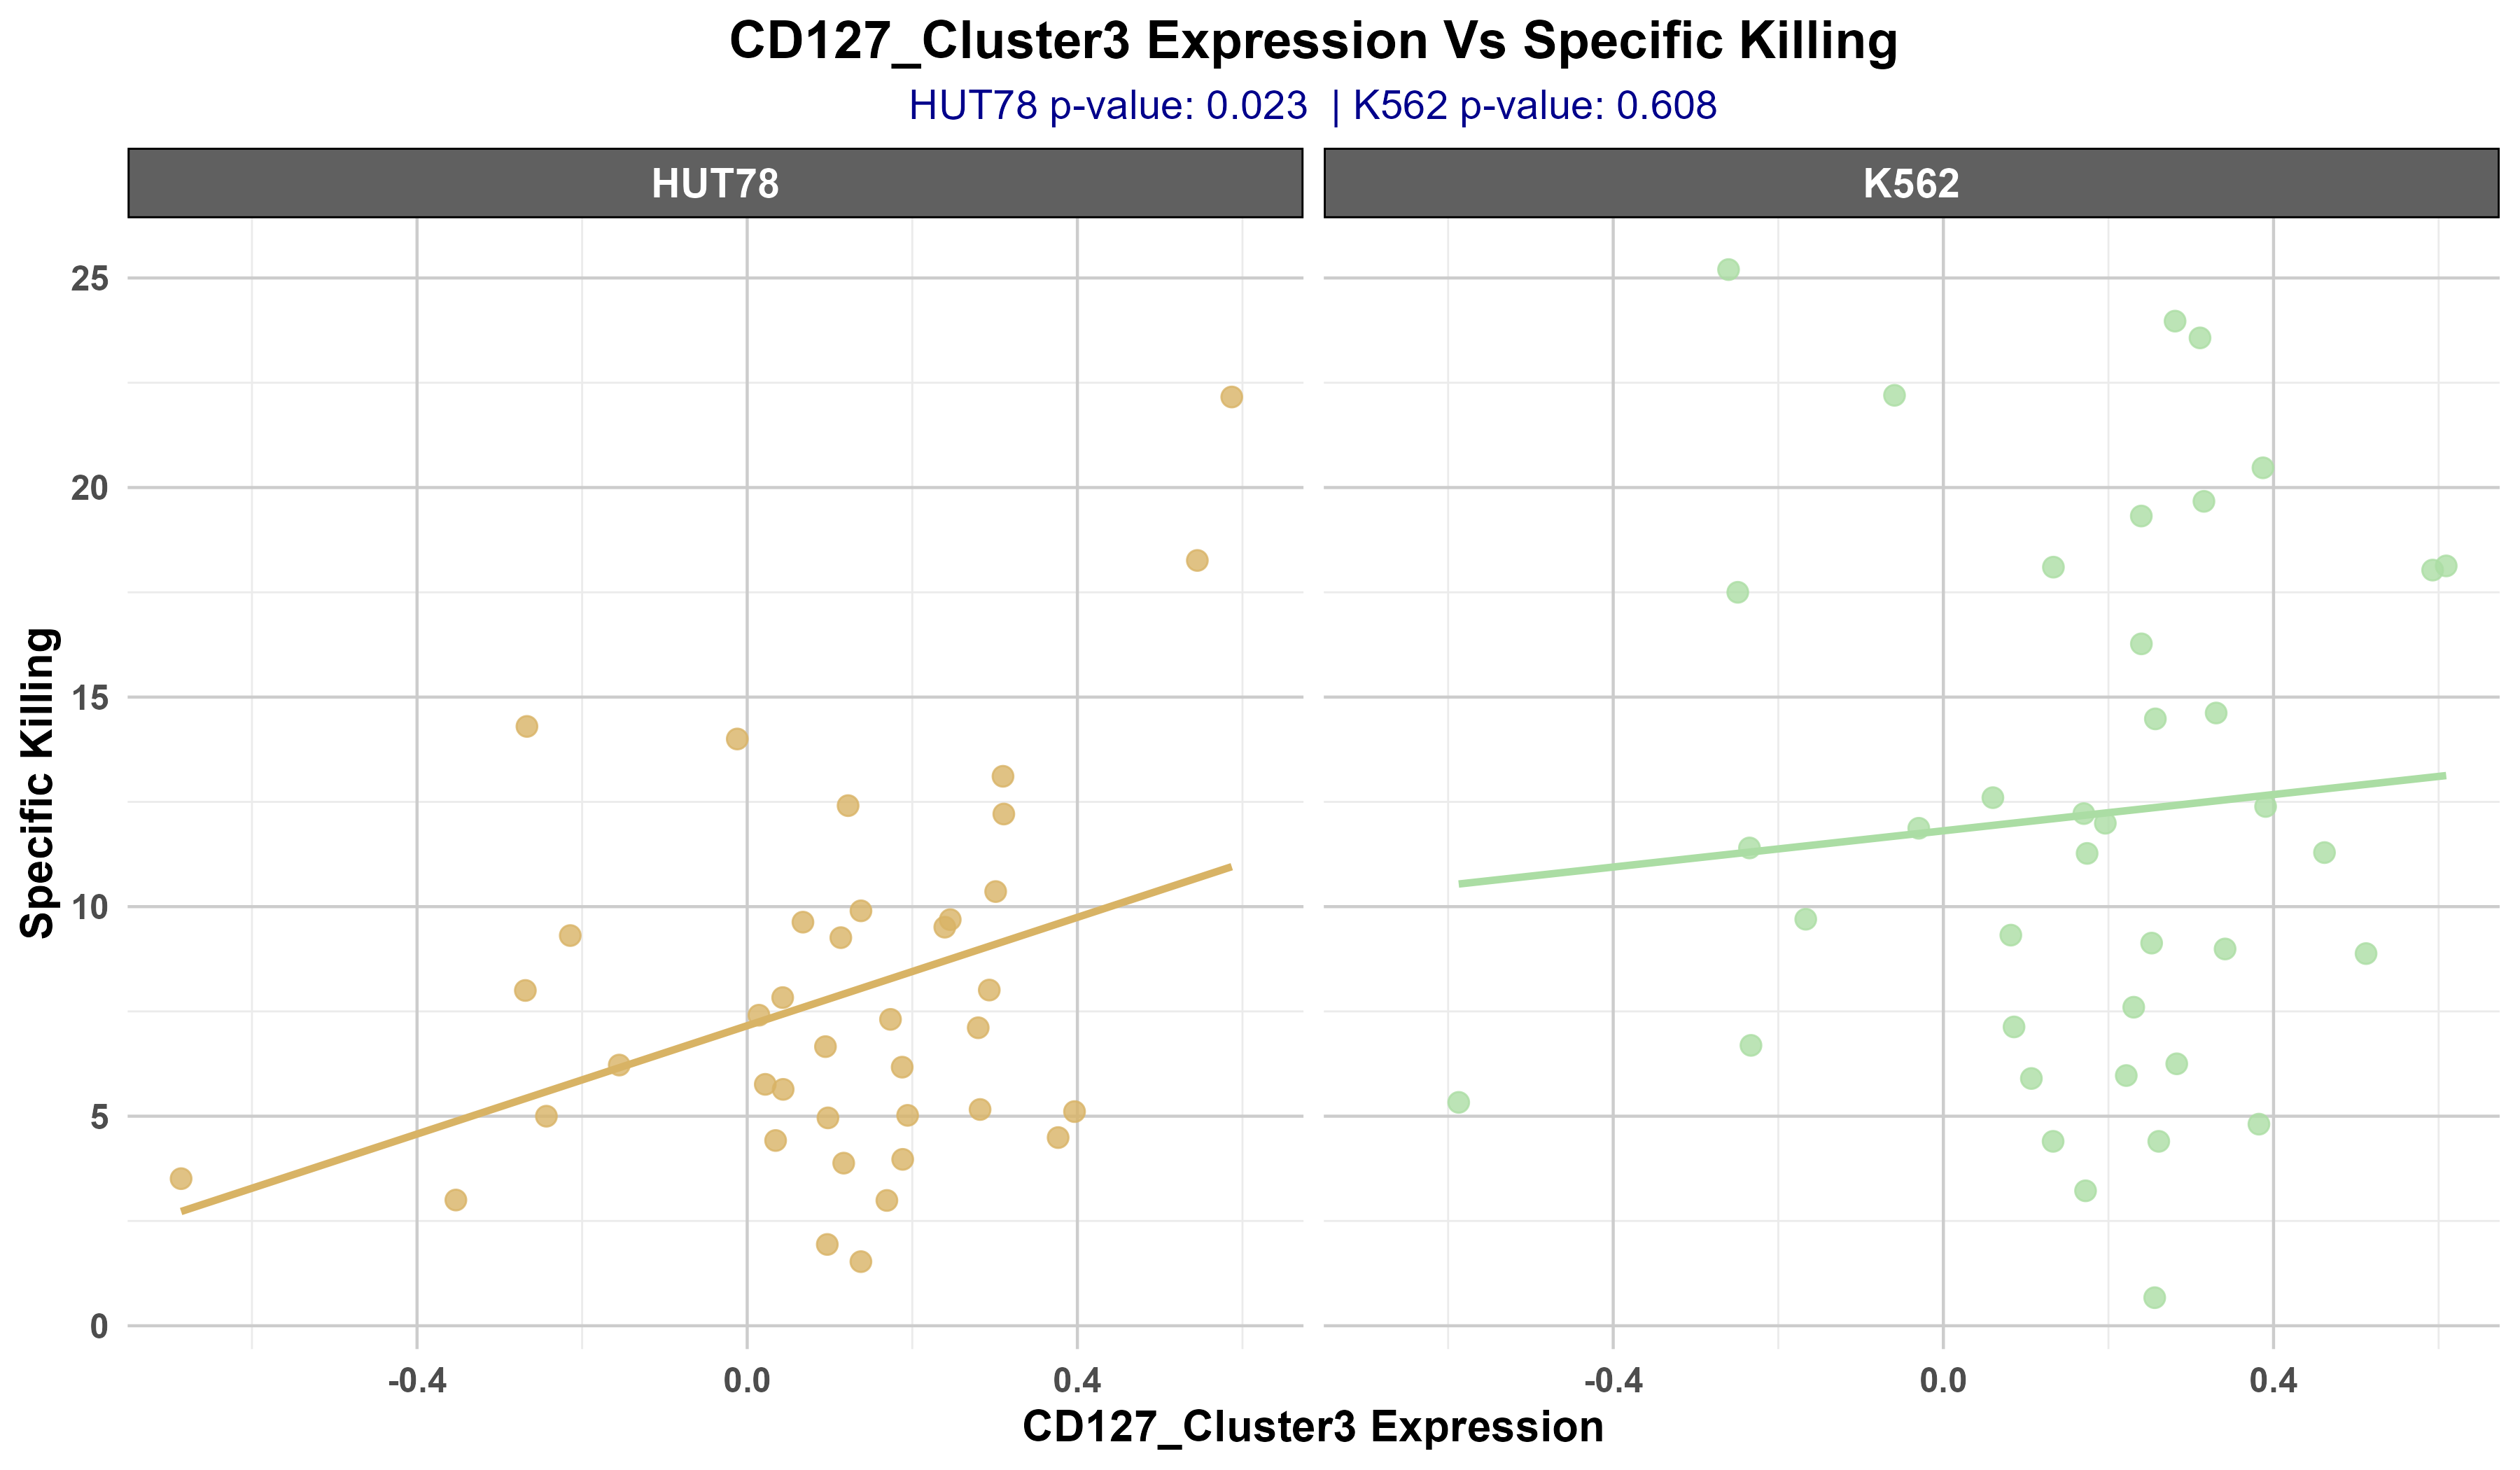 CD127_Cluster3 Expression Vs Specific Killing
HUT78 p-value: 0.023 | K562 p-value: 0.608
HUT78
K562
Specific Killing
25
20
15
10
5
0
-0.4
0.0
0.4
-0.4
0.0
0.4
CD127_Cluster3 Expression